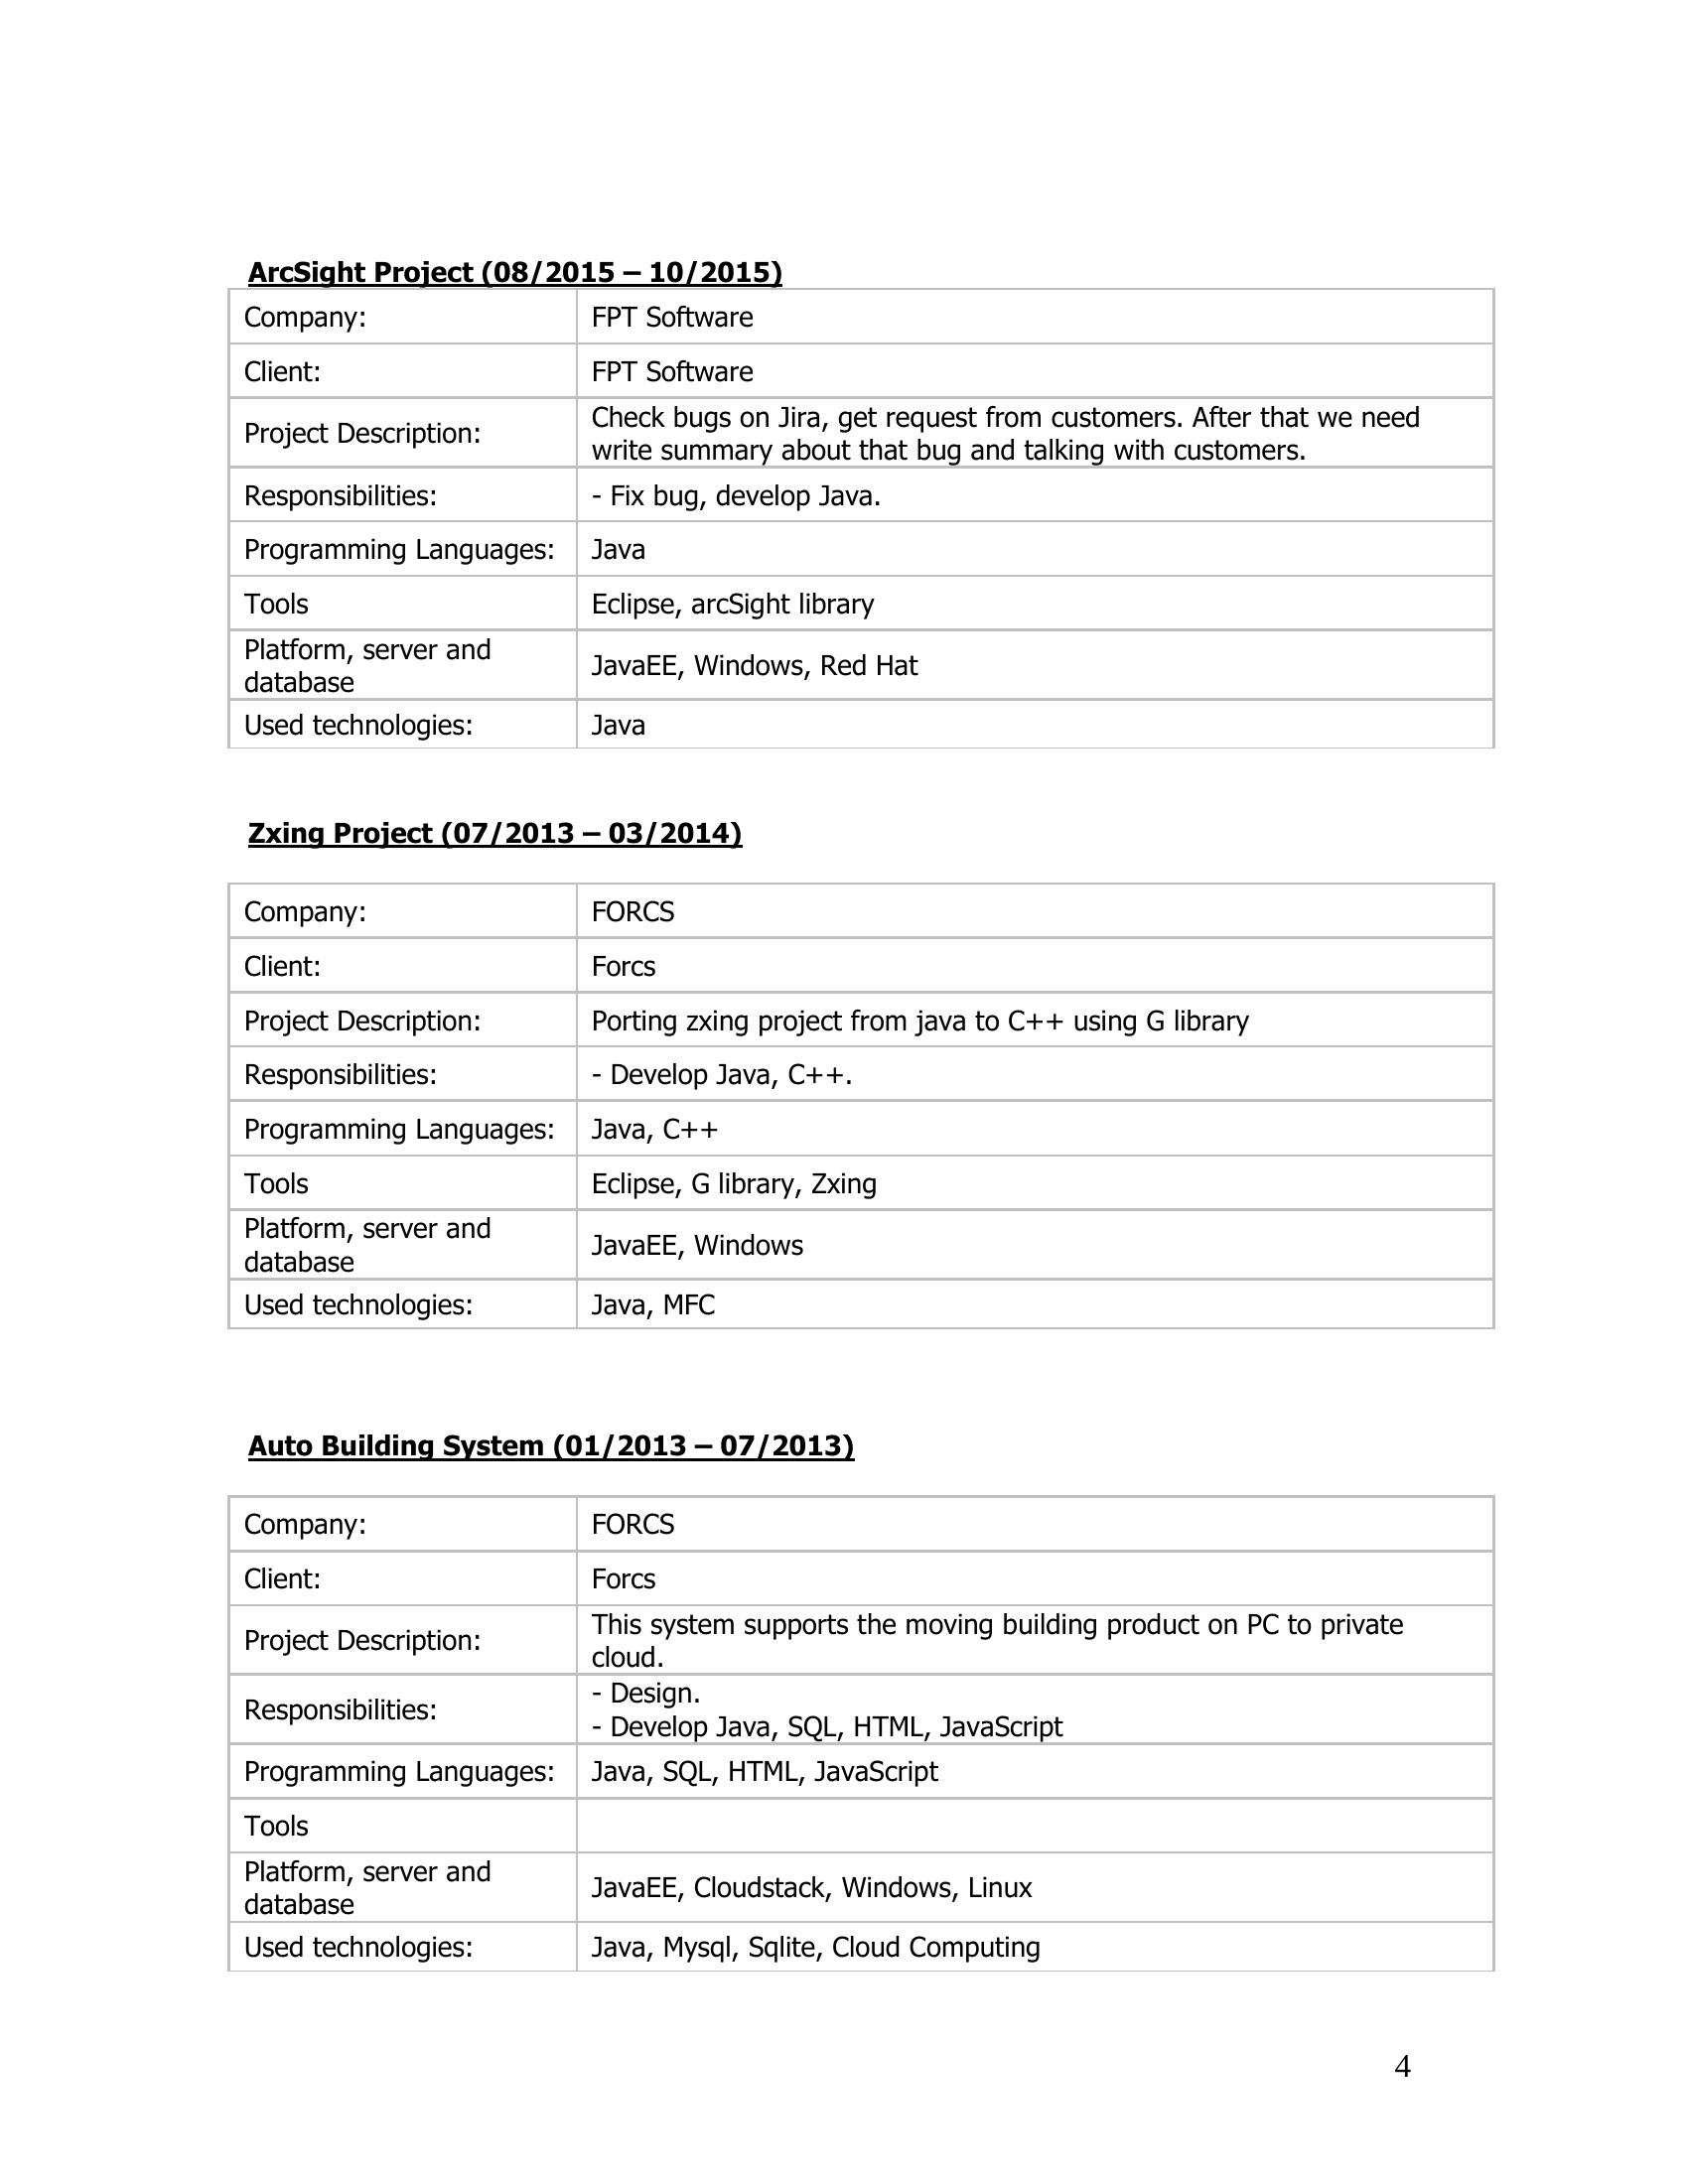 ArcSight Project (08/2015 – 10/2015)
Company: FPT Software
Client: FPT Software
Project Description: Check bugs on Jira, get request from customers. After that we need
write summary about that bug and talking with customers.
Responsibilities: - Fix bug, develop Java.
Programming Languages: Java
Tools Eclipse, arcSight library
Platform, server and
database JavaEE, Windows, Red Hat
Used technologies: Java
Zxing Project (07/2013 – 03/2014)
Company: FORCS
Client: Forcs
Project Description: Porting zxing project from java to C++ using G library
Responsibilities: - Develop Java, C++.
Programming Languages: Java, C++
Tools Eclipse, G library, Zxing
Platform, server and
database JavaEE, Windows
Used technologies: Java, MFC
Auto Building System (01/2013 – 07/2013)
Company: FORCS
Client: Forcs
Project Description: This system supports the moving building product on PC to private
cloud.
Responsibilities: - Design.
- Develop Java, SQL, HTML, JavaScript
Programming Languages: Java, SQL, HTML, JavaScript
Tools
Platform, server and
database JavaEE, Cloudstack, Windows, Linux
Used technologies: Java, Mysql, Sqlite, Cloud Computing
4